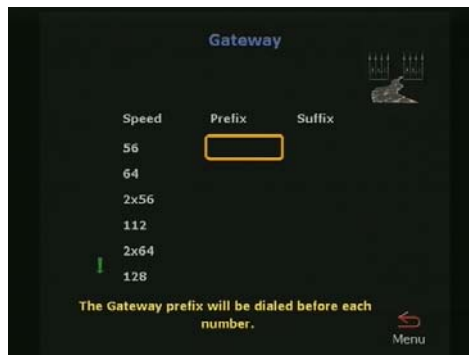 Gateway
Speed Prefix Suffix
56
64
2x56
112
2x64
!
128
The Gateway prefix will be dialed before each
number.
Menu